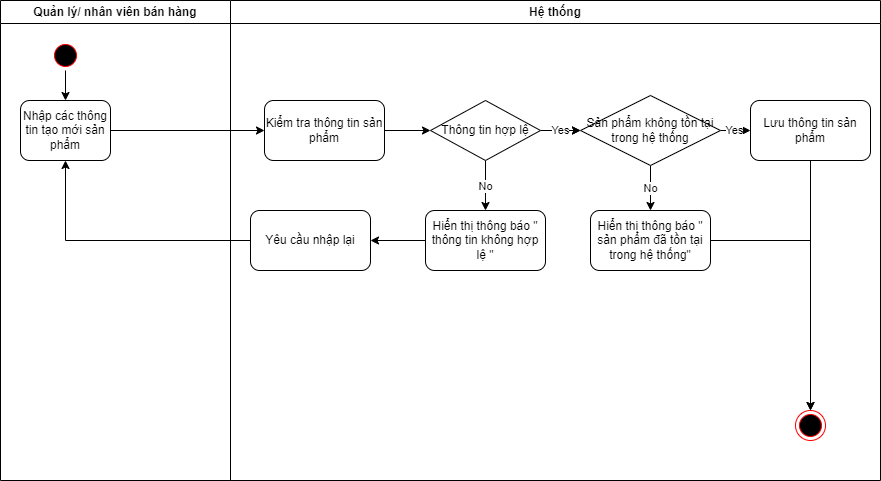 Quản lý/ nhân viên bán hàng
Hệ thống
Nhập các thông
tin tạo mới sản
phẩm
Kiểm tra thông tin sản
phẩm
Thông tin hợp lệ
Yes
Sản phẩm không tồn tại
trong hệ thống
Yes
Lưu thông tin sản
phẩm
No
No
Yêu cầu nhập lại
Hiển thị thông báo "
thông tin không hợp
lệ "
Hiển thị thông báo "
sản phẩm đã tồn tại
trong hệ thống"